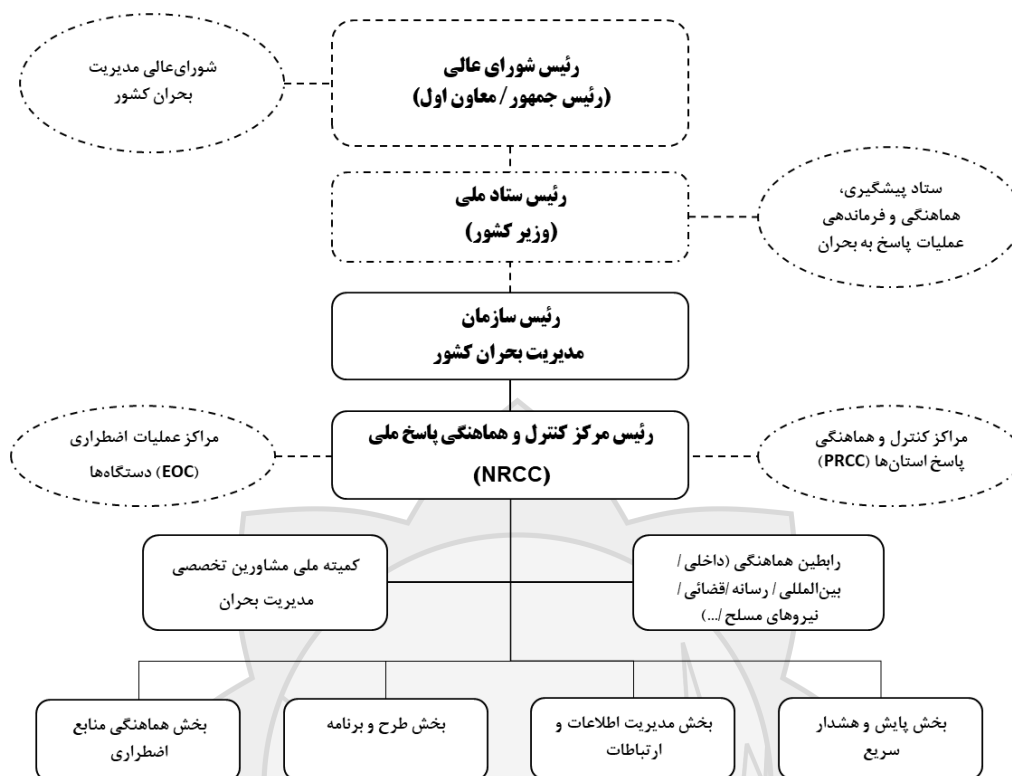 رئیس شورای عالی
(رئیس جمهور / معاون اول)
شورای‌عالی مدیریت
بحران کشور
رئیس ستاد ملی
(وزیر کشور)
ستاد پیشگیری،
هماهنگی و فرماندهی
عملیات پاسخ به بحران
رئیس سازمان
مدیریت بحران کشور
رئیس مرکز کنترل و هماهنگی پاسخ ملی
(NRCC)
مراکز کنترل و هماهنگی
پاسخ استان‌ها (PRCC)
مراکز عملیات اضطراری
(EOC) دستگاه‌ها
رابطین هماهنگی (داخلی /
بین‌المللی / رسانه /قضائی /
نیروهای مسلح /...)
کمیته ملی مشاورین تخصصی
مدیریت بحران
بخش پایش و هشدار
سریع
بخش مدیریت اطلاعات و
ارتباطات
بخش طرح و برنامه
بخش هماهنگی منابع
اضطراری